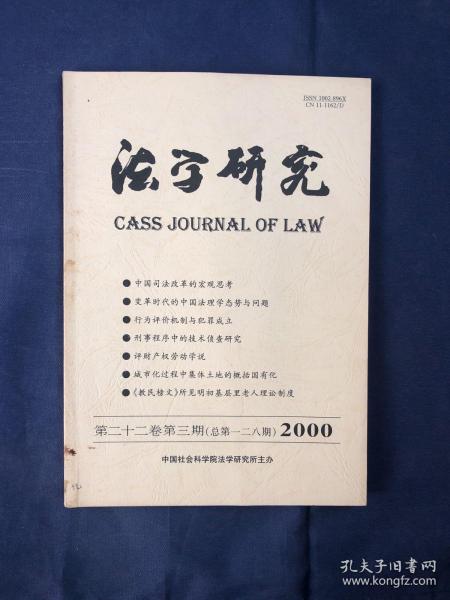 ISSN 1002-896X
CN 11-1162/D
法学研究
CASS JOURNAL OF LAW
● 中国司法改革的宏观思考
● 变革时代的中国法理学态势与问题
● 行为评价机制与犯罪成立
● 刑事程序中的技术侦查研究
● 评财产权劳动学说
● 城市化过程中集体土地的概括国有化
● 《教民榜文》所见明初基层里老人理讼制度
第二十二卷第三期(总第一二八期) 2000
中国社会科学院法学研究所主办
孔夫子旧书网
www.kongfz.com